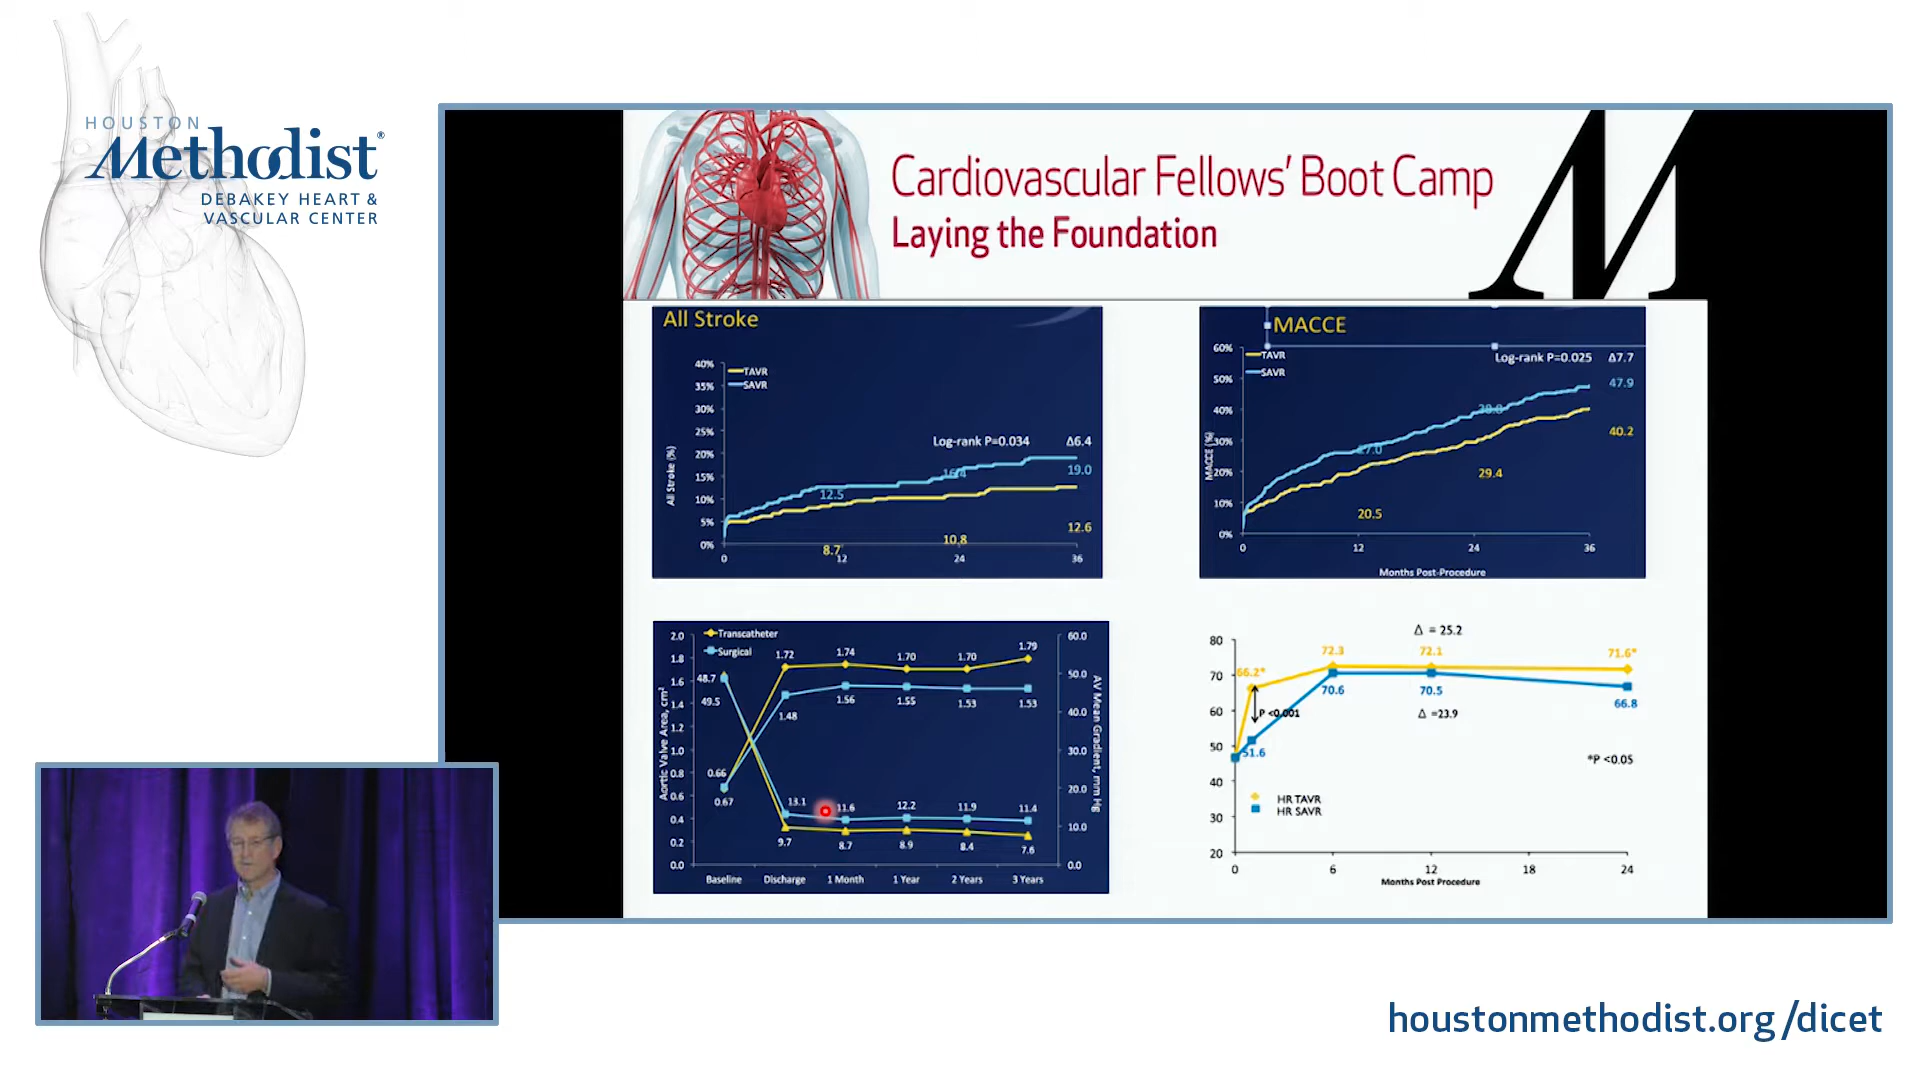 HOUSTON
Methodist®
DEBAKEY HEART &
VASCULAR CENTER
Cardiovascular Fellows' Boot Camp
Laying the Foundation
M
All Stroke
40%
35%
30%
25%
20%
15%
10%
5%
0%
All Stroke (%)
TAVR
SAVR
Log-rank P=0.034 Δ6.4
12.5 16.4 19.0
8.7 10.8 12.6
0 12 24 36
MACCE
60%
50%
40%
30%
20%
10%
0%
MACCE (%)
TAVR
SAVR
Log-rank P=0.025 Δ7.7
27.0 47.9
20.5 29.4 40.2
0 12 24 36
Months Post-Procedure
Transcatheter
Surgical
Aortic Valve Area, cm²
2.0
1.8
1.6
1.4
1.2
1.0
0.8
0.6
0.4
0.2
0.0
60.0
50.0
40.0
30.0
20.0
10.0
0.0
AV Mean Gradient, mm Hg
1.72 1.74 1.70 1.70 1.79
48.7
49.5
1.48 1.56 1.55 1.53 1.53
0.66
0.67
13.1 11.6 12.2 11.9 11.4
9.7 8.7 8.9 8.4 7.6
Baseline Discharge 1 Month 1 Year 2 Years 3 Years
80
70
60
50
40
30
20
Δ = 25.2
66.2* 72.3 72.1 71.6*
51.6 70.6 70.5 66.8
P <0.001
Δ =23.9
*P <0.05
HR TAVR
HR SAVR
0 6 12 18 24
Months Post Procedure
houstonmethodist.org/dicet